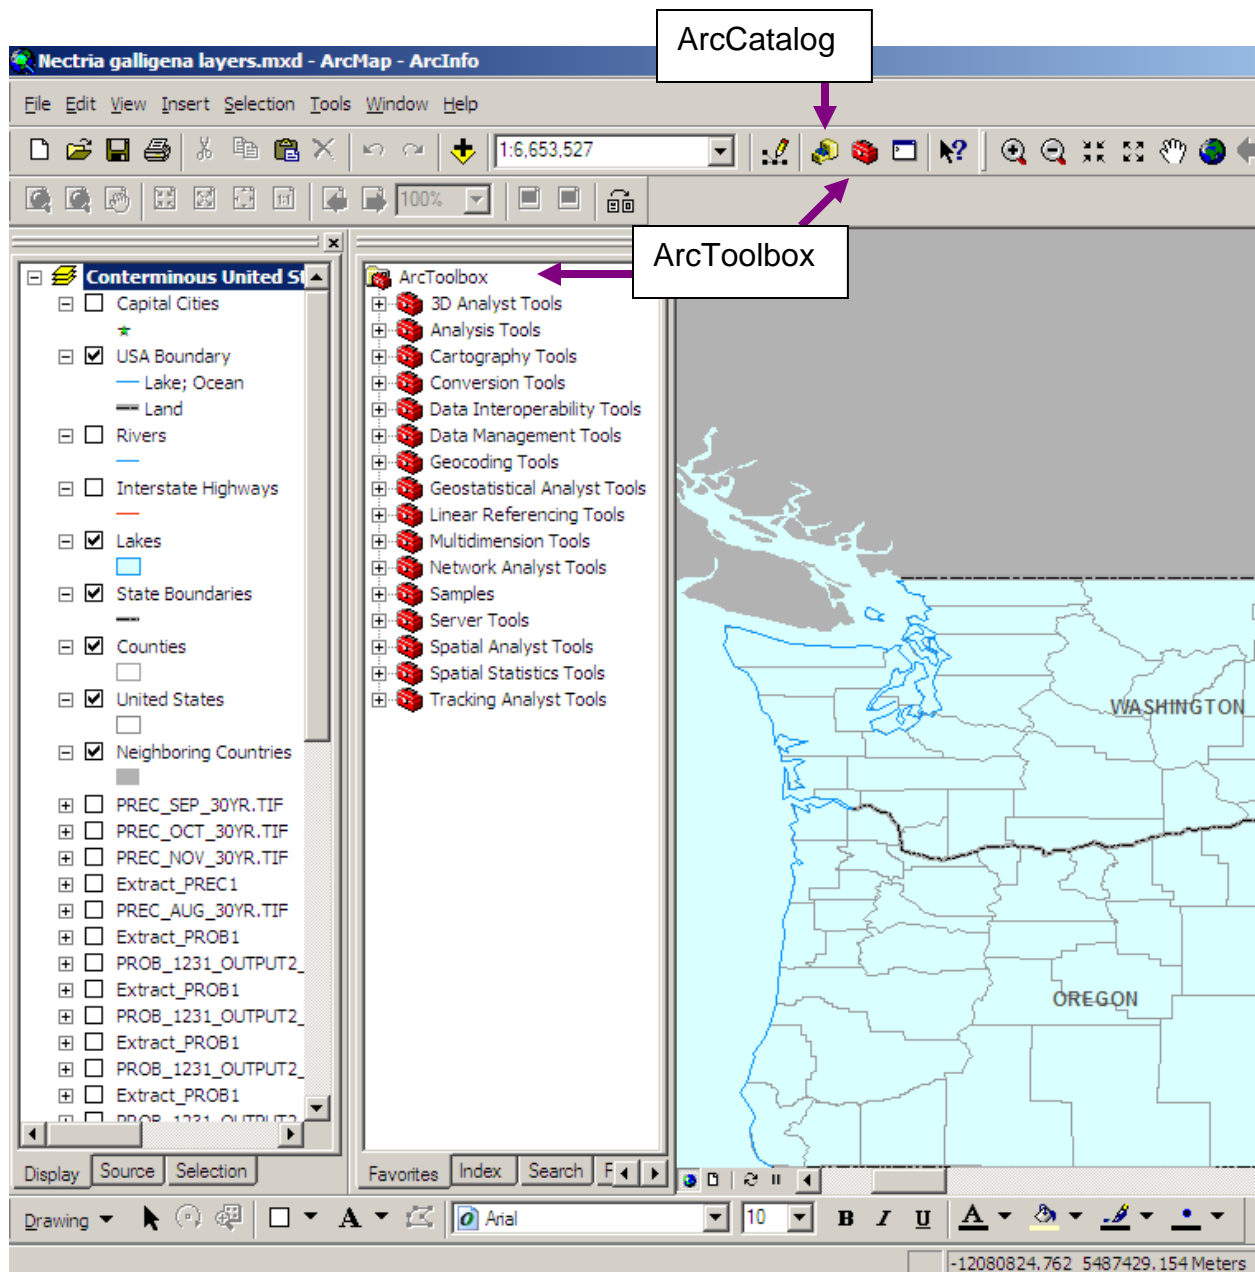 ArcCatalog
Nectria galligena layers.mxd - ArcMap - ArcInfo
File Edit View Insert Selection Tools Window Help
1:6,653,527
100%
1:1
ArcToolbox
Conterminous United St
Capital Cities
USA Boundary
Lake; Ocean
Land
Rivers
Interstate Highways
Lakes
State Boundaries
Counties
United States
Neighboring Countries
PREC_SEP_30YR.TIF
PREC_OCT_30YR.TIF
PREC_NOV_30YR.TIF
Extract_PREC1
PREC_AUG_30YR.TIF
Extract_PROB1
PROB_1231_OUTPUT2_
Extract_PROB1
PROB_1231_OUTPUT2_
Extract_PROB1
PROB_1231_OUTPUT2_
Extract_PROB1
PROB_1231_OUTPUT2
Display Source Selection
ArcToolbox
3D Analyst Tools
Analysis Tools
Cartography Tools
Conversion Tools
Data Interoperability Tools
Data Management Tools
Geocoding Tools
Geostatistical Analyst Tools
Linear Referencing Tools
Multidimension Tools
Network Analyst Tools
Samples
Server Tools
Spatial Analyst Tools
Spatial Statistics Tools
Tracking Analyst Tools
Favorites Index Search F
WASHINGTON
OREGON
Drawing A Arial 10 B I U A
-12080824.762 5487429.154 Meters